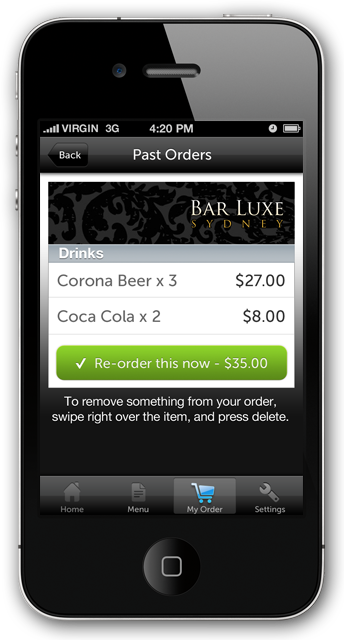 VIRGIN 3G 4:20 PM
Back
Past Orders
BAR LUXE
SYDNEY
Drinks
Corona Beer x 3 $27.00
Coca Cola x 2 $8.00
✓ Re-order this now - $35.00
To remove something from your order,
swipe right over the item, and press delete.
Home Menu My Order Settings